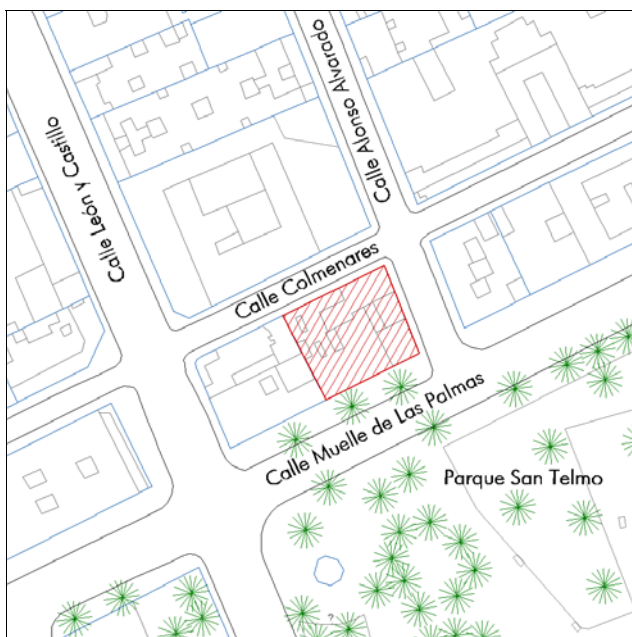 Calle Alonso Alvarado
Calle León y Castillo
Calle Colmenares
Calle Muelle de Las Palmas
Parque San Telmo
?